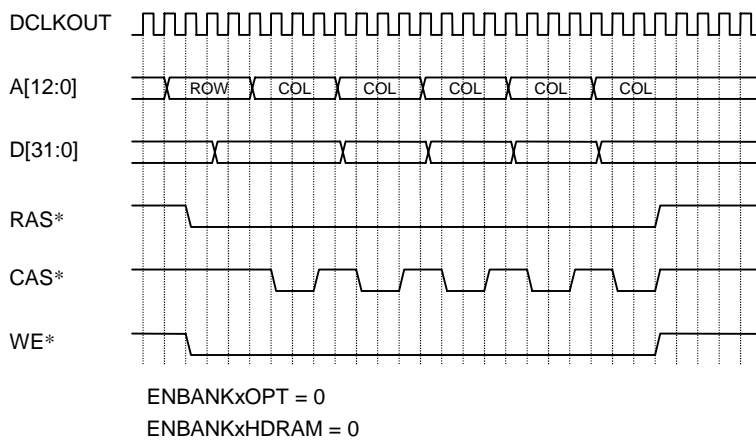 DCLKOUT
A[12:0] ROW COL COL COL COL COL
D[31:0]
RAS*
CAS*
WE*
ENBANKxOPT = 0
ENBANKxHDRAM = 0